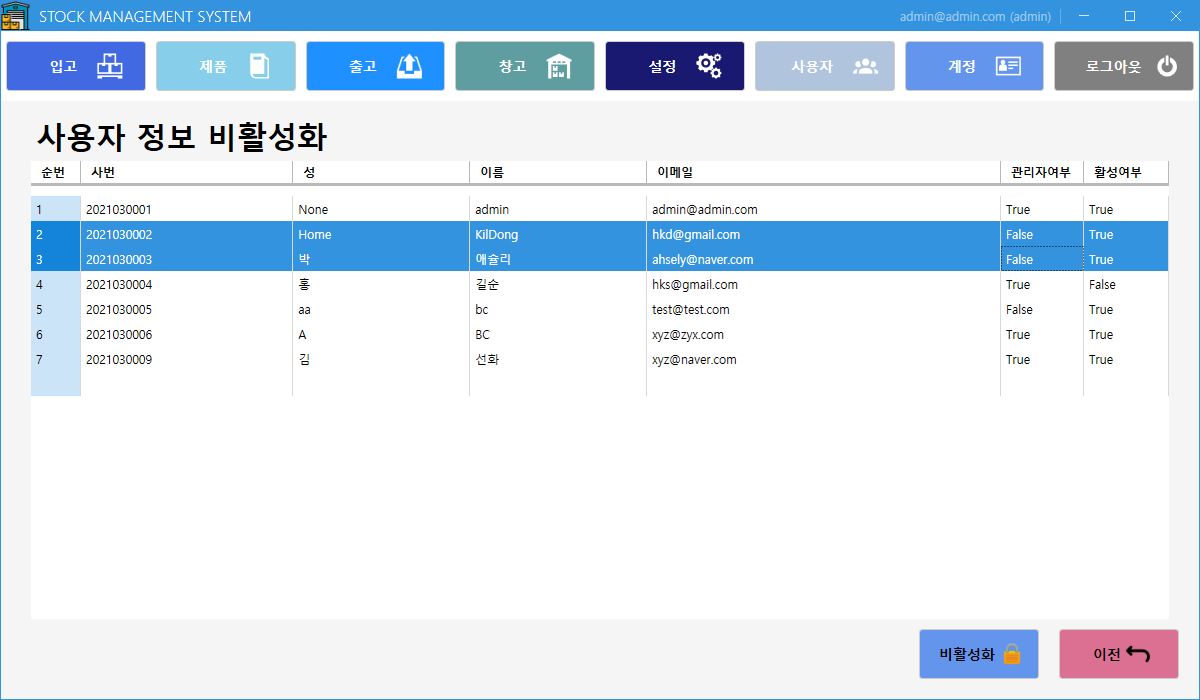 STOCK MANAGEMENT SYSTEM admin@admin.com (admin)
입고 제품 출고 창고 설정 사용자 계정 로그아웃
사용자 정보 비활성화
순번 사번 성 이름 이메일 관리자여부 활성여부
1 2021030001 None admin admin@admin.com True True
2 2021030002 Home KilDong hkd@gmail.com False True
3 2021030003 박 애슐리 ahsely@naver.com False True
4 2021030004 홍 길순 hks@gmail.com True False
5 2021030005 aa bc test@test.com False True
6 2021030006 A BC xyz@zyx.com True True
7 2021030009 김 선화 xyz@naver.com True True
비활성화 이전